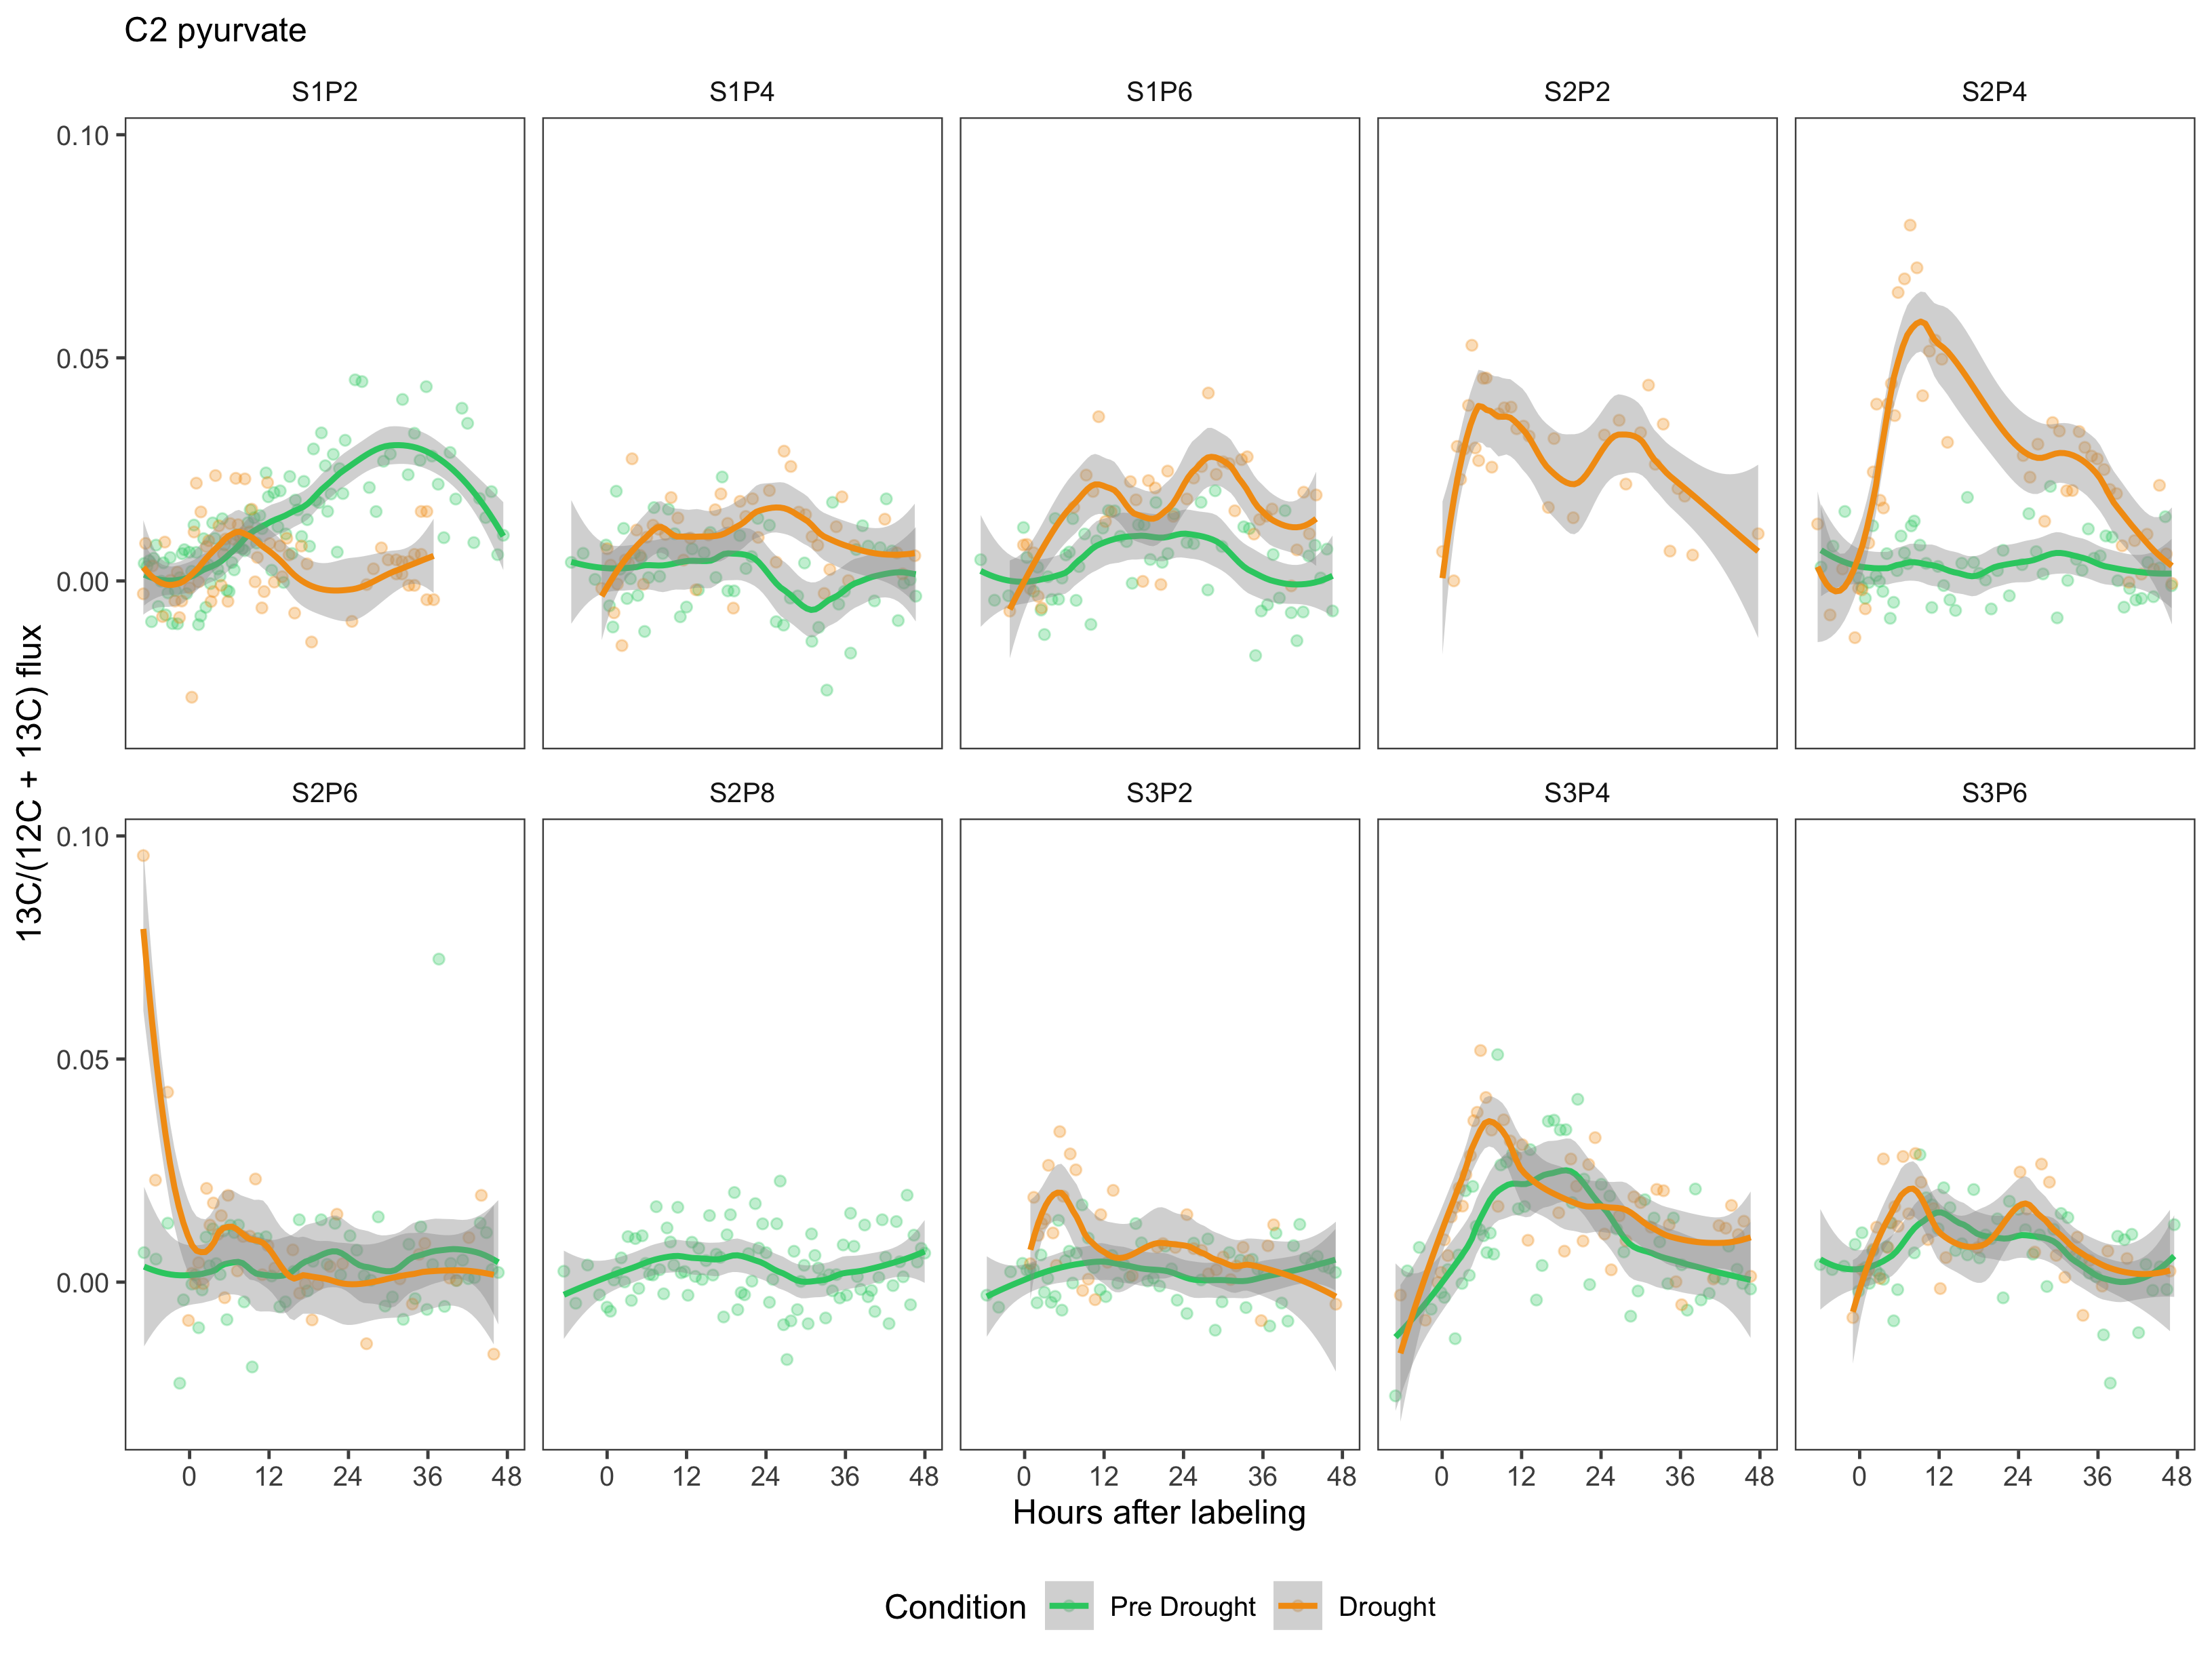 C2 pyurvate
S1P2 S1P4 S1P6 S2P2 S2P4
0.10
0.05
0.00
13C/(12C + 13C) flux
S2P6 S2P8 S3P2 S3P4 S3P6
0.10
0.05
0.00
0 12 24 36 48 0 12 24 36 48 0 12 24 36 48 0 12 24 36 48 0 12 24 36 48
Hours after labeling
Condition Pre Drought Drought